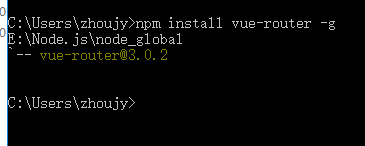 C:\Users\zhoujy>npm install vue-router -g
E:\Node.js\node_global
`-- vue-router@3.0.2
C:\Users\zhoujy>